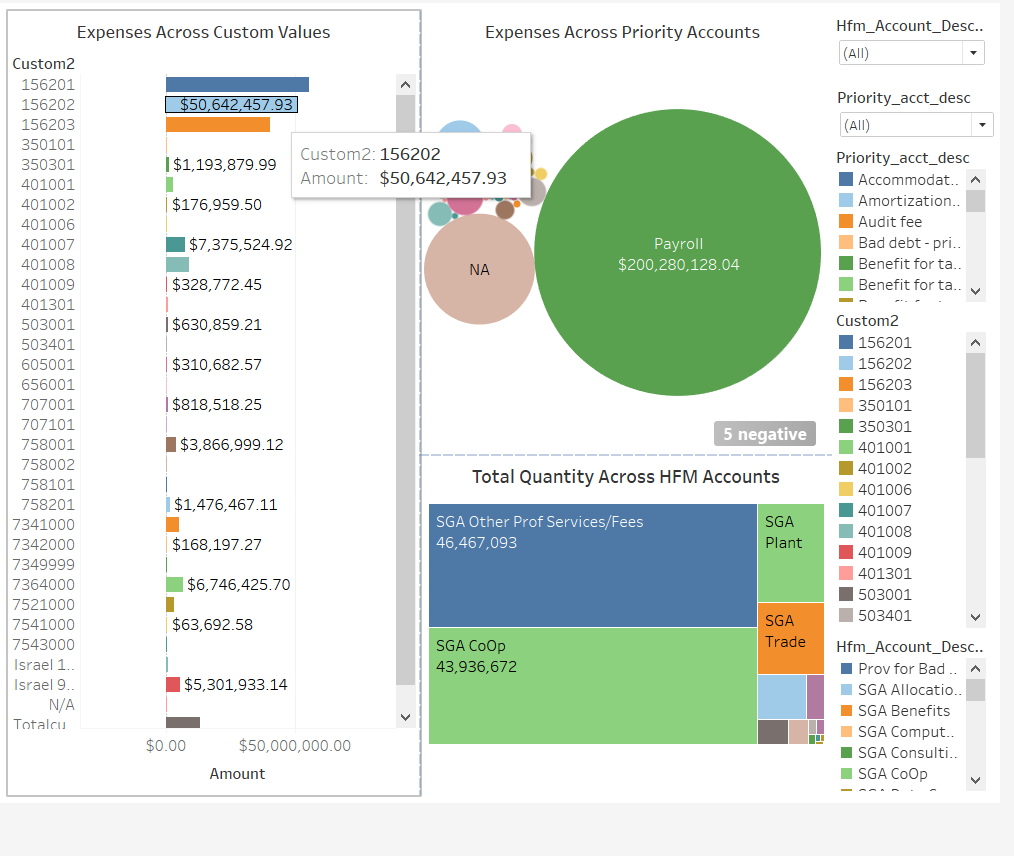 Expenses Across Custom Values
Custom2
156201
156202 $50,642,457.93
156203
350101
350301 $1,193,879.99
401001
401002 $176,959.50
401006
401007 $7,375,524.92
401008
401009 $328,772.45
401301
503001 $630,859.21
503401
605001 $310,682.57
656001
707001 $818,518.25
707101
758001 $3,866,999.12
758002
758101
758201 $1,476,467.11
7341000
7342000 $168,197.27
7349999
7364000 $6,746,425.70
7521000
7541000 $63,692.58
7543000
Israel 1..
Israel 9.. $5,301,933.14
N/A
Totalcu
$0.00 $50,000,000.00
Amount
Custom2: 156202
Amount: $50,642,457.93
Expenses Across Priority Accounts
Payroll
$200,280,128.04
NA
5 negative
Total Quantity Across HFM Accounts
SGA Other Prof Services/Fees
46,467,093
SGA CoOp
43,936,672
SGA
Plant
SGA
Trade
Hfm_Account_Desc..
(All)
Priority_acct_desc
(All)
Priority_acct_desc
Accommodat..
Amortization..
Audit fee
Bad debt - pri..
Benefit for ta..
Benefit for ta..
Custom2
156201
156202
156203
350101
350301
401001
401002
401006
401007
401008
401009
401301
503001
503401
Hfm_Account_Desc..
Prov for Bad ..
SGA Allocatio..
SGA Benefits
SGA Comput..
SGA Consulti..
SGA CoOp